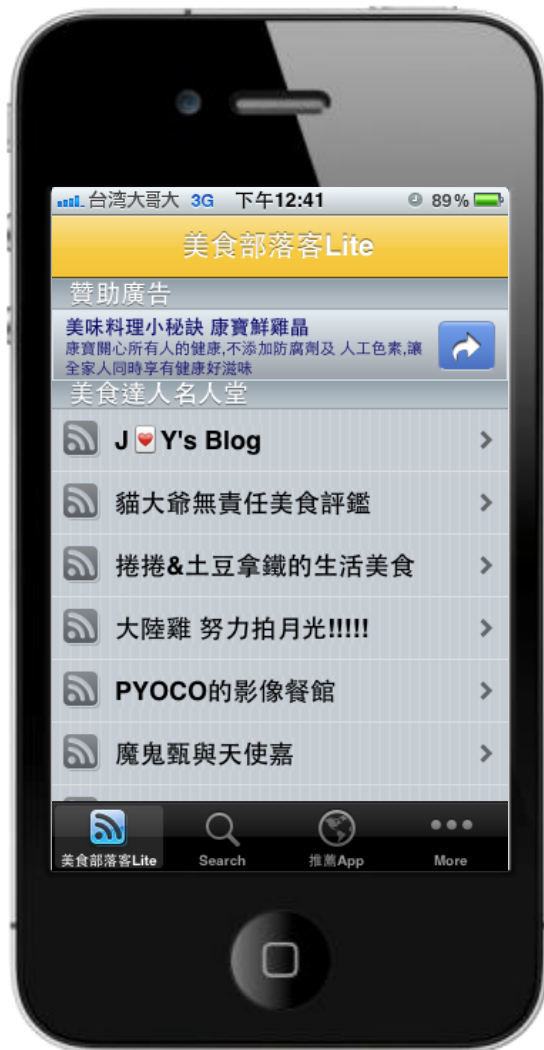 台湾大哥大 3G 下午12:41 89%
美食部落客Lite
贊助廣告
美味料理小秘訣 康寶鮮雞晶
康寶關心所有人的健康,不添加防腐劑及 人工色素,讓
全家人同時享有健康好滋味
美食達人名人堂
J💌Y's Blog
貓大爺無責任美食評鑑
捲捲&土豆拿鐵的生活美食
大陸雞 努力拍月光!!!!!
PYOCO的影像餐館
魔鬼甄與天使嘉
美食部落客Lite Search 推薦App More